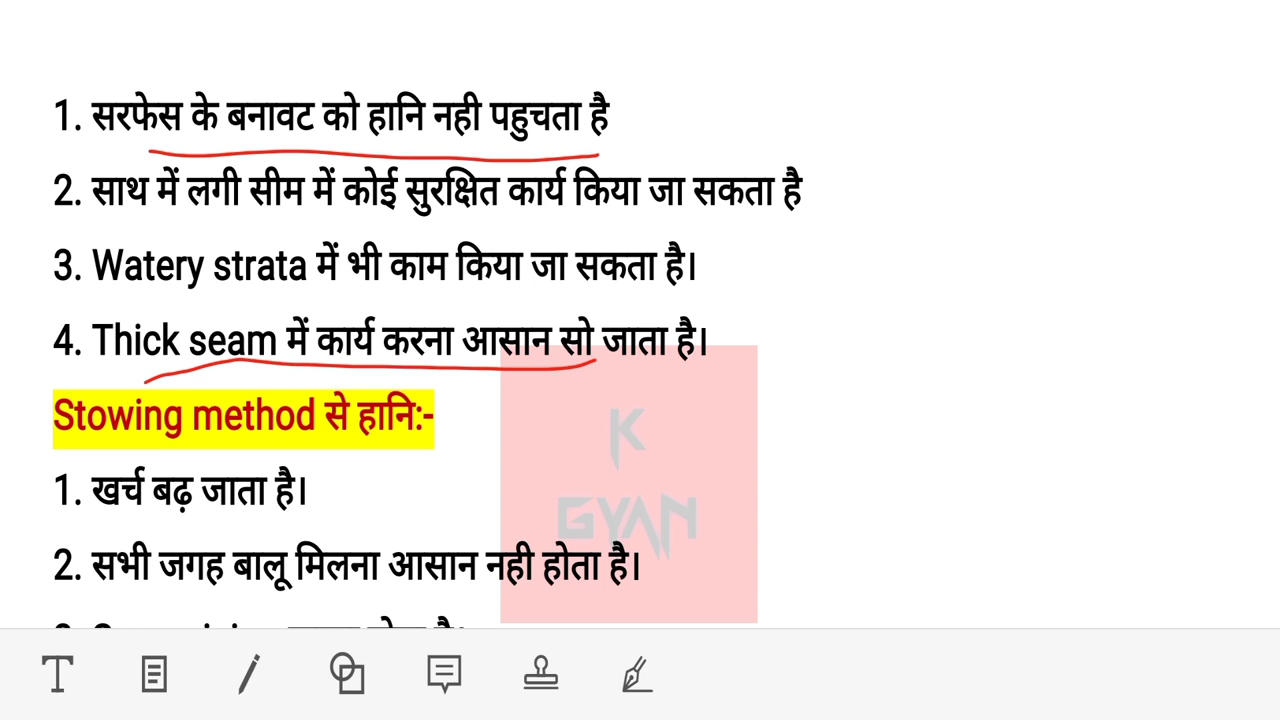 1. सरफेस के बनावट को हानि नही पहुचता है
2. साथ में लगी सीम में कोई सुरक्षित कार्य किया जा सकता है
3. Watery strata में भी काम किया जा सकता है।
4. Thick seam में कार्य करना आसान सो जाता है।
Stowing method से हानि:-
1. खर्च बढ़ जाता है।
K
GYAN
2. सभी जगह बालू मिलना आसान नही होता है।